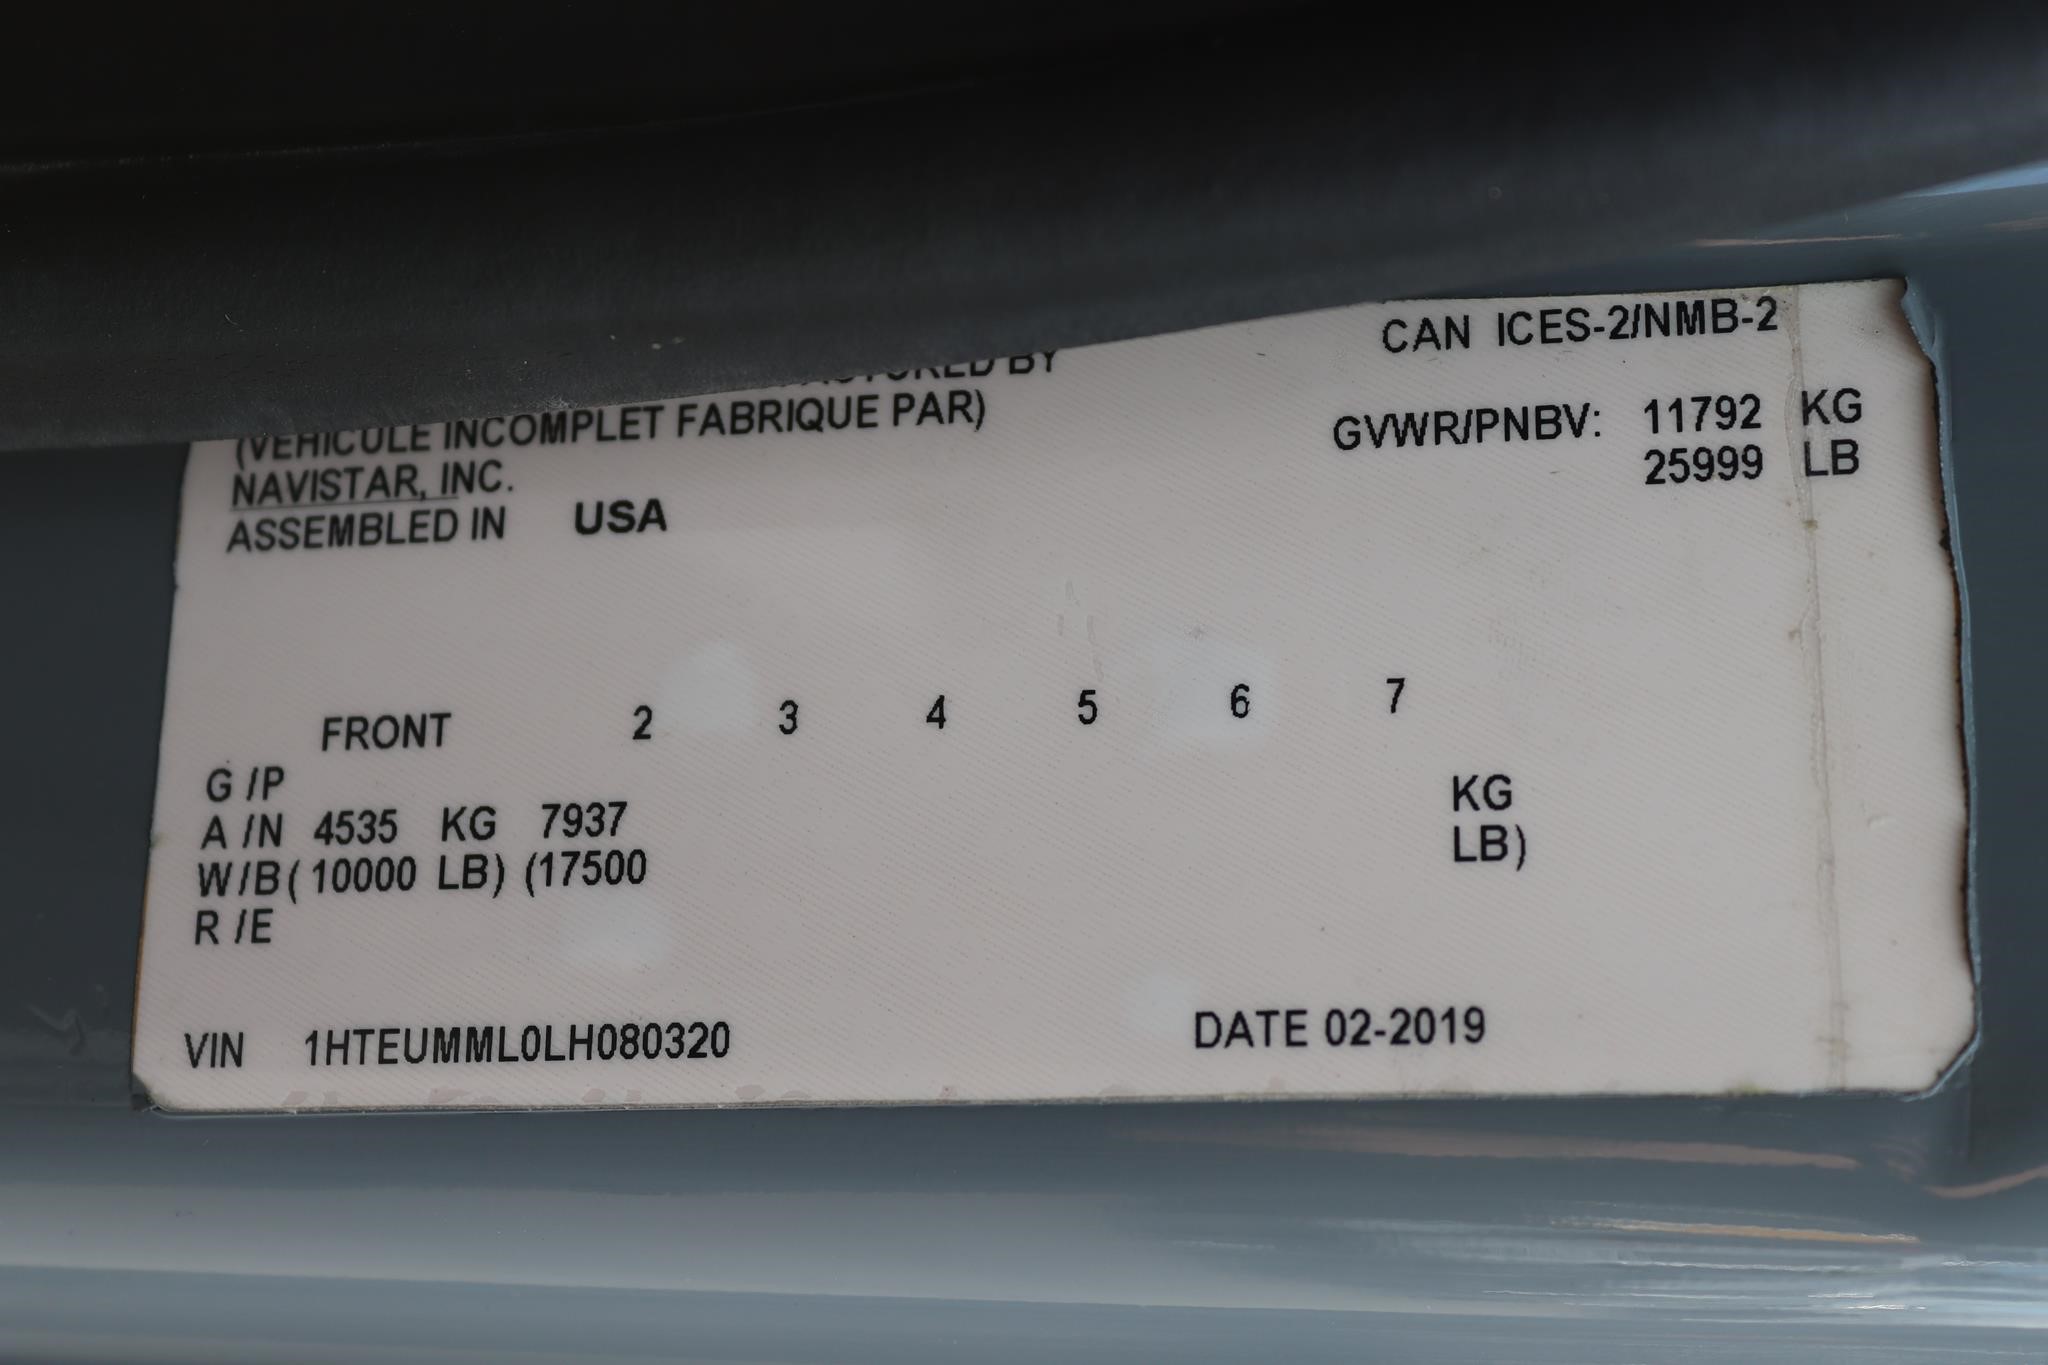 BY
CAN ICES-2/NMB-2
(VEHICULE INCOMPLET FABRIQUE PAR)
GVWR/PNBV: 11792 KG
NAVISTAR, INC.
25999 LB
ASSEMBLED IN USA
FRONT 2 3 4 5 6 7
G /P
A /N 4535 KG 7937 KG
W/B ( 10000 LB) (17500 LB)
R /E
VIN 1HTEUMML0LH080320 DATE 02-2019